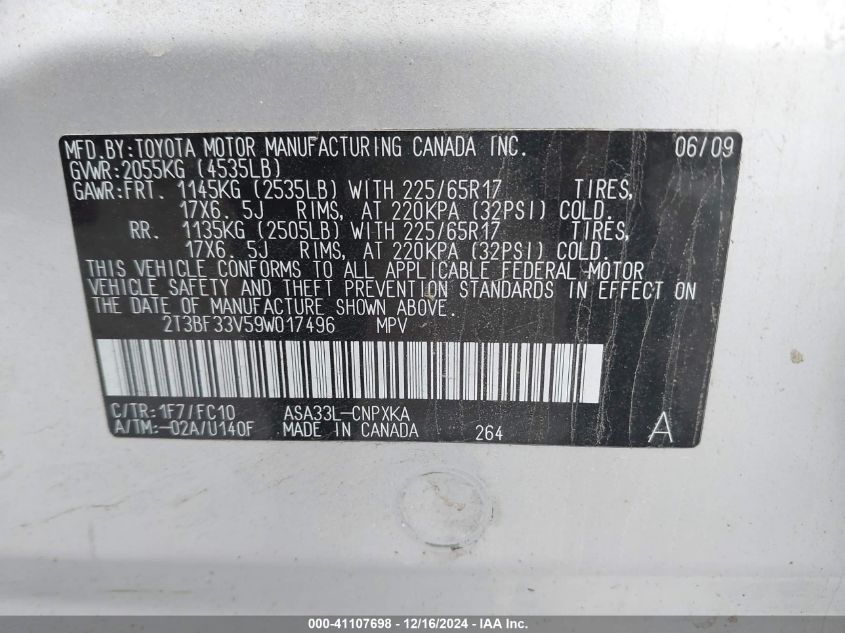 MFD.BY:TOYOTA MOTOR MANUFACTURING CANADA INC. 06/09
GVWR:2055KG (4535LB)
GAWR:FRT. 1145KG (2535LB) WITH 225/65R17 TIRES,
17X6.5J RIMS, AT 220KPA (32PSI) COLD.
RR. 1135KG (2505LB) WITH 225/65R17 TIRES,
17X6.5J RIMS, AT 220KPA (32PSI) COLD.
THIS VEHICLE CONFORMS TO ALL APPLICABLE FEDERAL MOTOR
VEHICLE SAFETY AND THEFT PREVENTION STANDARDS IN EFFECT ON
THE DATE OF MANUFACTURE SHOWN ABOVE.
2T3BF33V59W017496 MPV
C/TR:1F7/FC10 ASA33L-CNPXKA
A/TM:-02A/U140F MADE IN CANADA 264 A
000-41107698 - 12/16/2024 - IAA Inc.